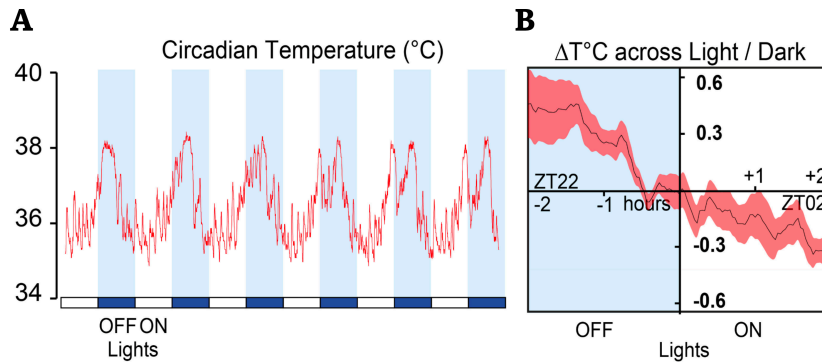 A
Circadian Temperature (°C)
40
38
36
34
OFF ON
Lights
B
ΔT°C across Light / Dark
0.6
0.3
+1
+2
ZT22
ZT02
-2
-1
hours
-0.3
-0.6
OFF
ON
Lights